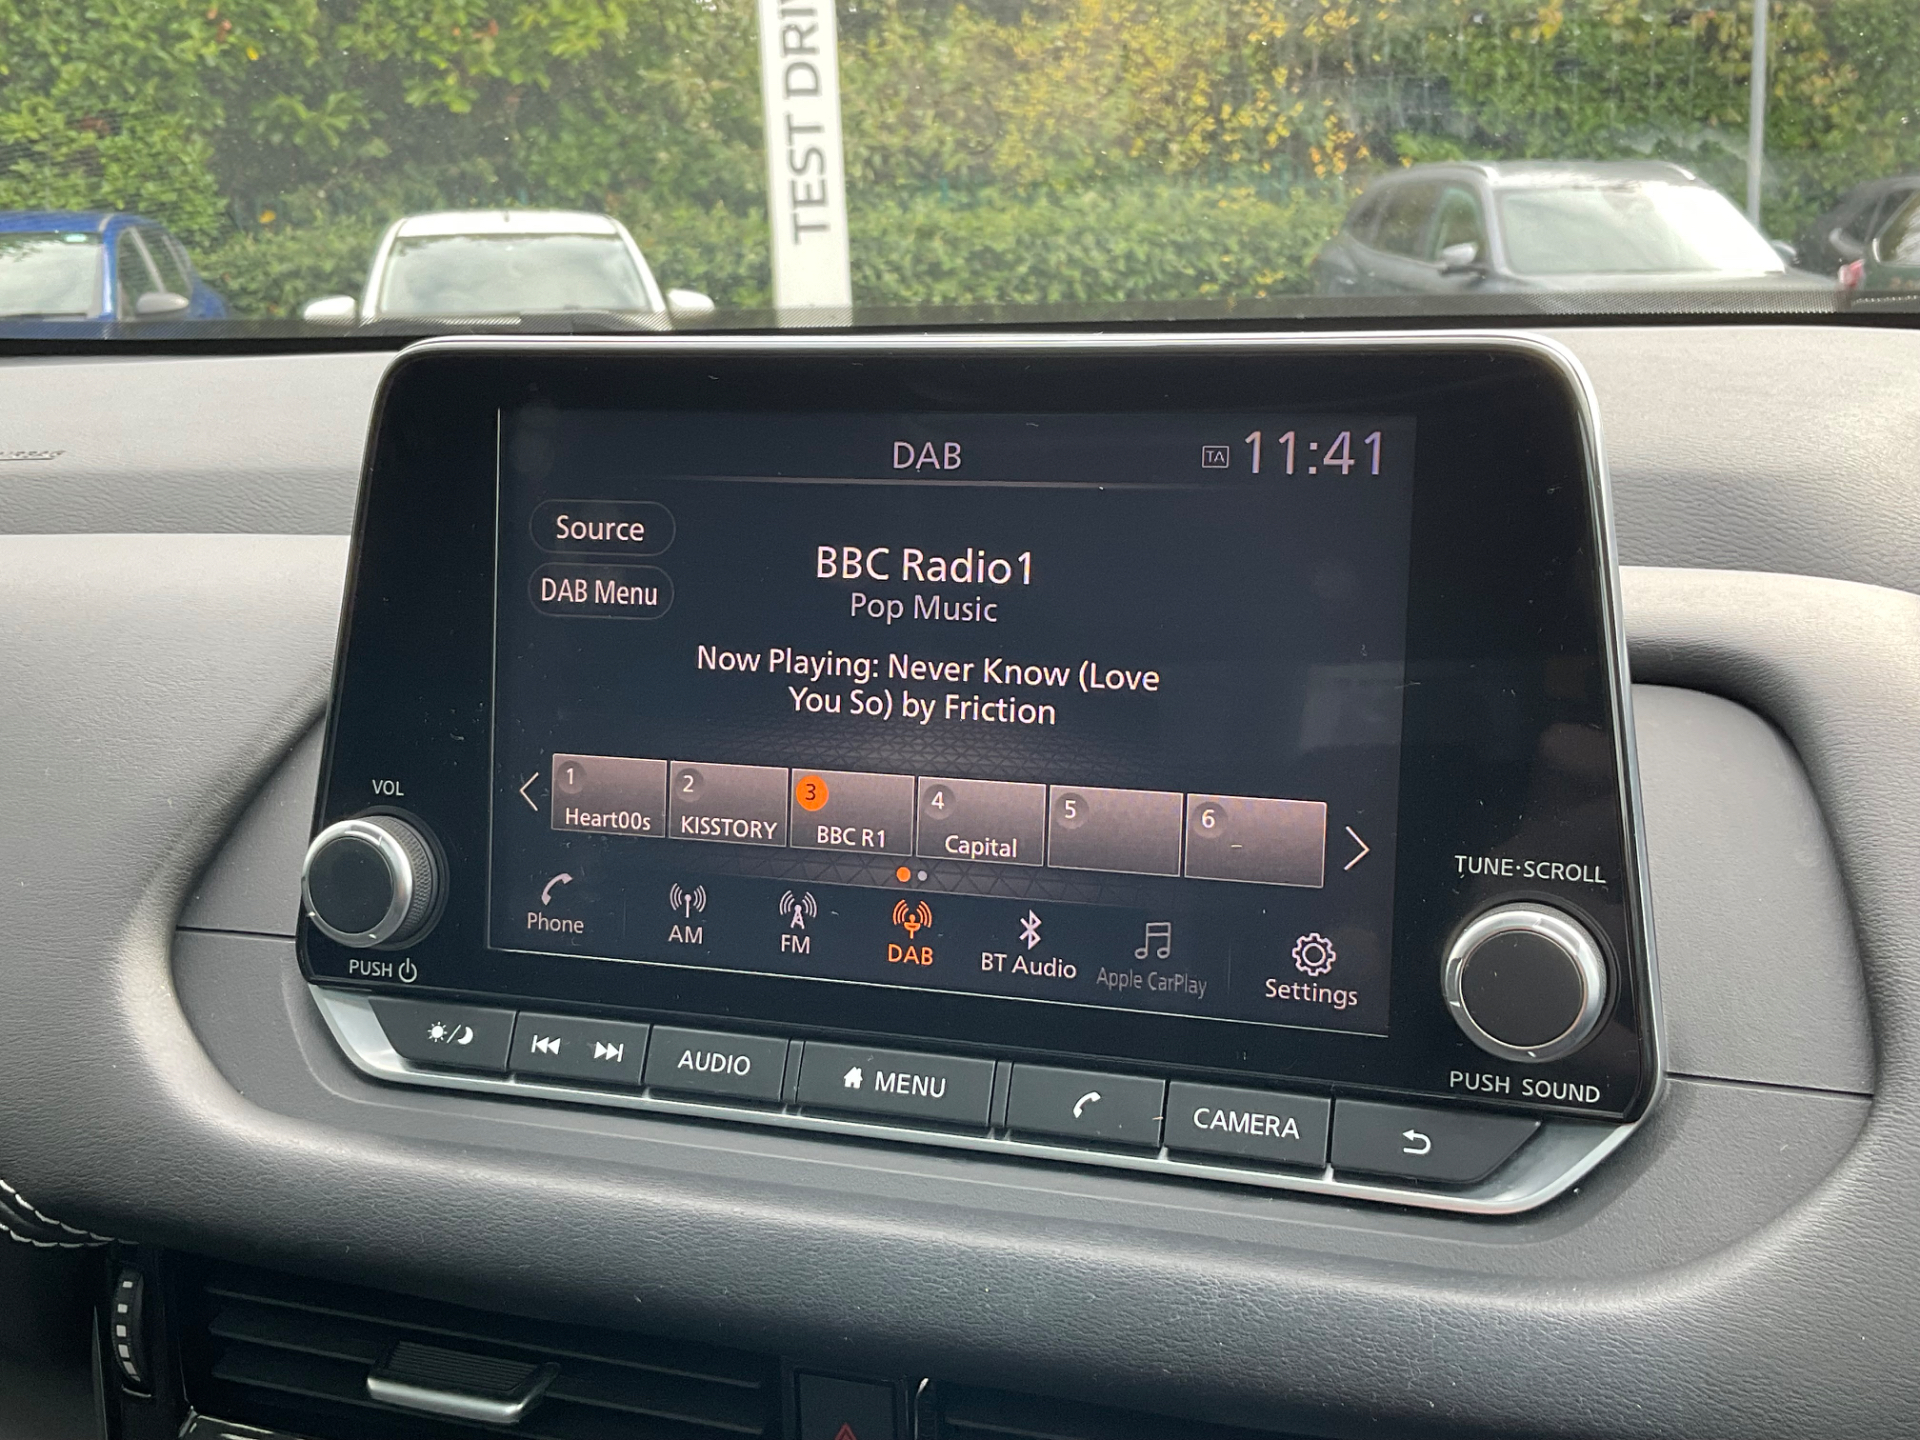 TEST DRI
DAB
TA 11:41
Source
BBC Radio1
DAB Menu
Pop Music
Now Playing: Never Know (Love
You So) by Friction
1 2 3 4 5 6
Heart00s KISSTORY BBC R1 Capital
VOL
TUNE·SCROLL
Phone AM FM DAB BT Audio Apple CarPlay Settings
PUSH
PUSH SOUND
AUDIO MENU CAMERA